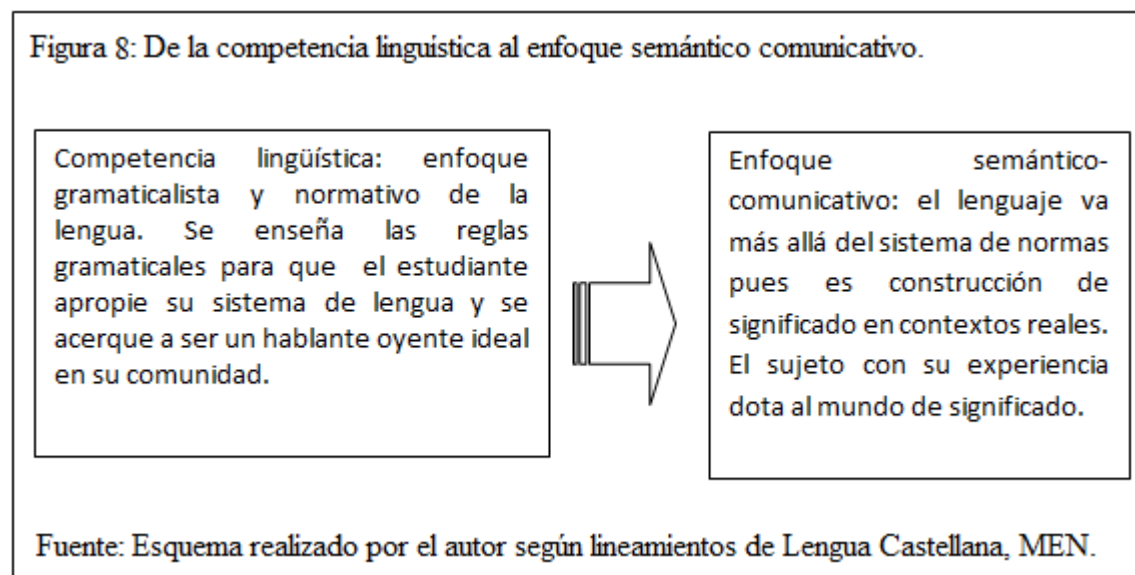 Figura 8: De la competencia linguística al enfoque semántico comunicativo.
Competencia lingüística: enfoque
gramaticalista y normativo de la
lengua. Se enseña las reglas
gramaticales para que el estudiante
apropie su sistema de lengua y se
acerque a ser un hablante oyente ideal
en su comunidad.
Enfoque semántico-
comunicativo: el lenguaje va
más allá del sistema de normas
pues es construcción de
significado en contextos reales.
El sujeto con su experiencia
dota al mundo de significado.
Fuente: Esquema realizado por el autor según lineamientos de Lengua Castellana, MEN.